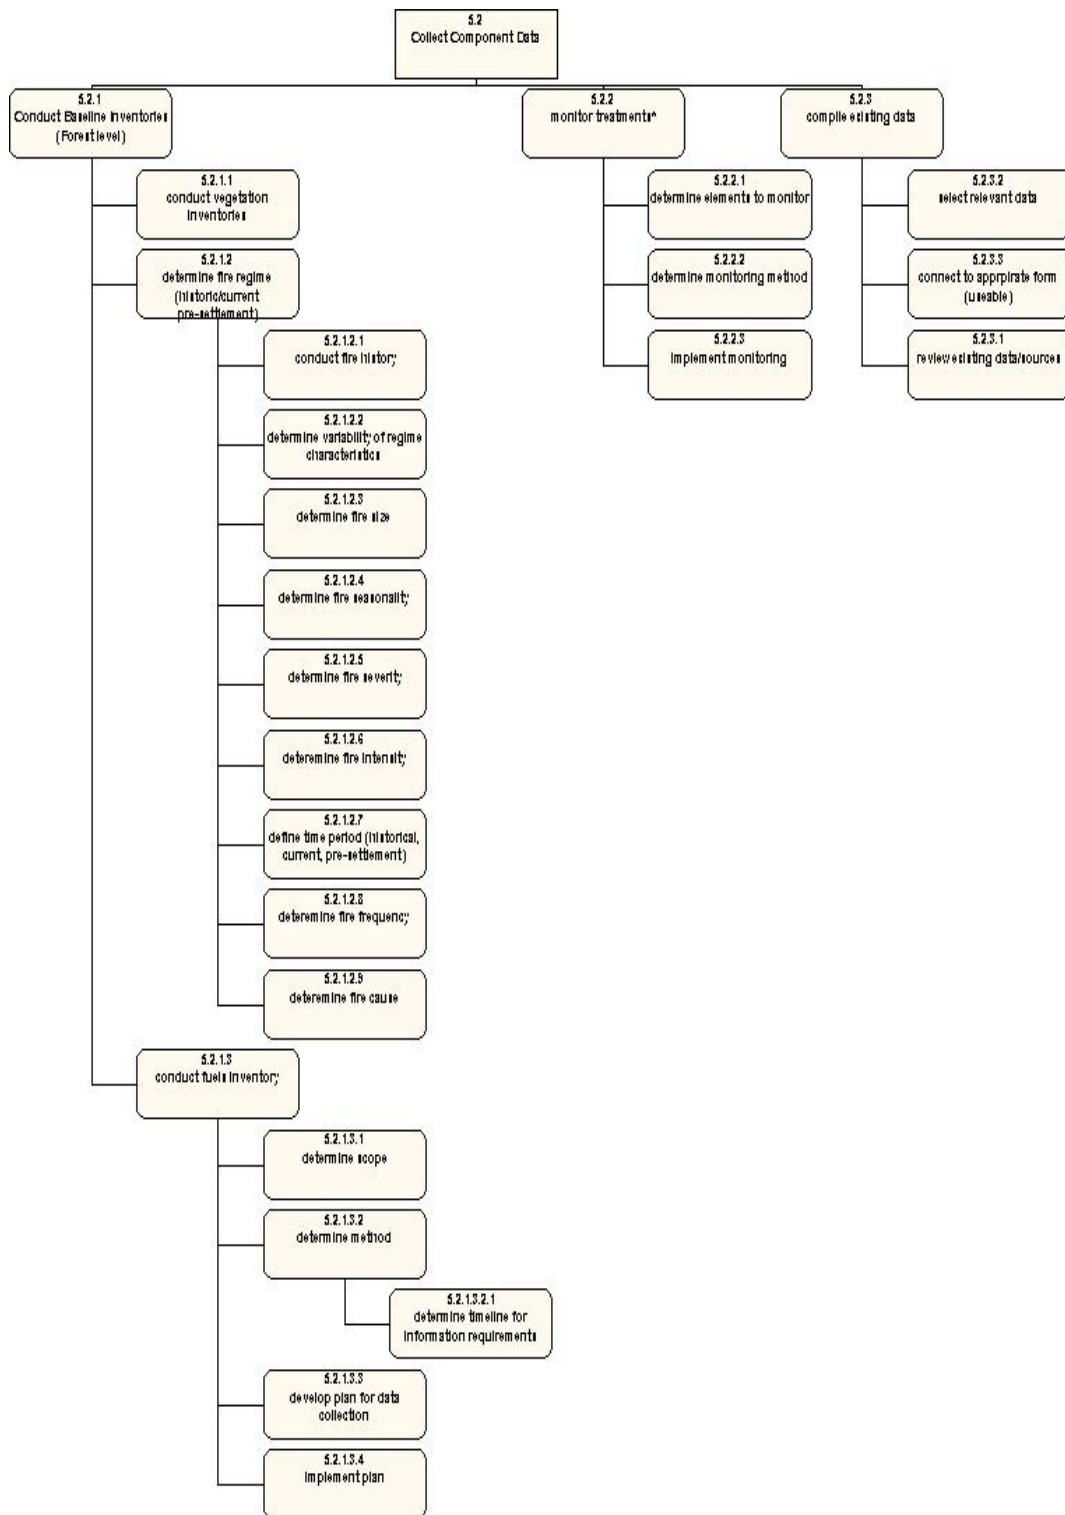 5.2
Collect Component Data
5.2.1
Conduct Baseline Inventories
(Forest level)
5.2.2
monitor treatments*
5.2.3
compile existing data
5.2.1.1
conduct vegetation
inventories
5.2.2.1
determine elements to monitor
5.2.3.2
select relevant data
5.2.1.2
determine fire regime
(historic/current
pre-settlement)
5.2.2.2
determine monitoring method
5.2.3.3
connect to apprpirate form
(useable)
5.2.1.2.1
conduct fire history
5.2.2.3
implement monitoring
5.2.3.1
review existing data/sources
5.2.1.2.2
determine variability of regime
characteristics
5.2.1.2.3
determine fire size
5.2.1.2.4
determine fire seasonality
5.2.1.2.5
determine fire severity
5.2.1.2.6
deteremine fire intensity
5.2.1.2.7
define time period (historical,
current, pre-settlement)
5.2.1.2.8
deteremine fire frequency
5.2.1.2.9
deteremine fire cause
5.2.1.3
conduct fuels inventory
5.2.1.3.1
determine scope
5.2.1.3.2
determine method
5.2.1.3.2.1
determine timeline for
information requirements
5.2.1.3.3
develop plan for data
collection
5.2.1.3.4
implement plan